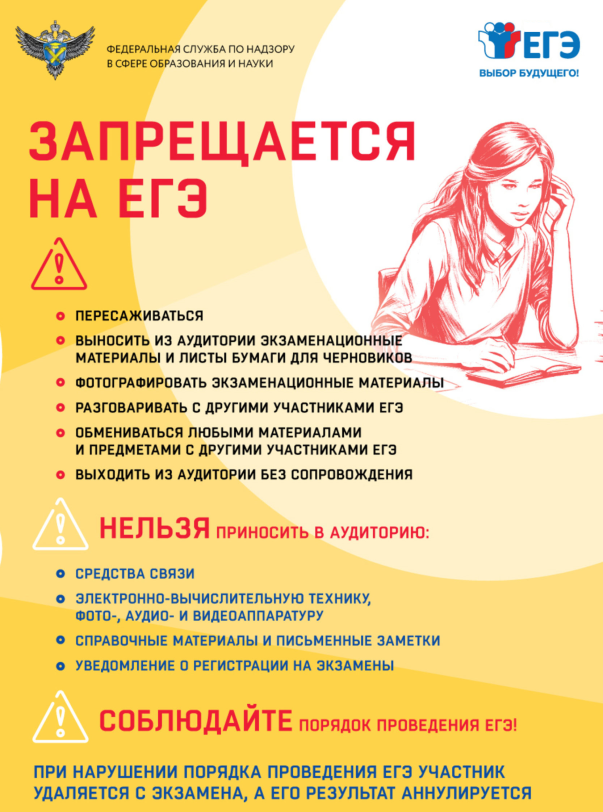 ФЕДЕРАЛЬНАЯ СЛУЖБА ПО НАДЗОРУ
В СФЕРЕ ОБРАЗОВАНИЯ И НАУКИ
ЕГЭ
ВЫБОР БУДУЩЕГО!
ЗАПРЕЩАЕТСЯ
НА ЕГЭ
ПЕРЕСАЖИВАТЬСЯ
ВЫНОСИТЬ ИЗ АУДИТОРИИ ЭКЗАМЕНАЦИОННЫЕ
МАТЕРИАЛЫ И ЛИСТЫ БУМАГИ ДЛЯ ЧЕРНОВИКОВ
ФОТОГРАФИРОВАТЬ ЭКЗАМЕНАЦИОННЫЕ МАТЕРИАЛЫ
РАЗГОВАРИВАТЬ С ДРУГИМИ УЧАСТНИКАМИ ЕГЭ
ОБМЕНИВАТЬСЯ ЛЮБЫМИ МАТЕРИАЛАМИ
И ПРЕДМЕТАМИ С ДРУГИМИ УЧАСТНИКАМИ ЕГЭ
ВЫХОДИТЬ ИЗ АУДИТОРИИ БЕЗ СОПРОВОЖДЕНИЯ
НЕЛЬЗЯ ПРИНОСИТЬ В АУДИТОРИЮ:
СРЕДСТВА СВЯЗИ
ЭЛЕКТРОННО-ВЫЧИСЛИТЕЛЬНУЮ ТЕХНИКУ,
ФОТО-, АУДИО- И ВИДЕОАППАРАТУРУ
СПРАВОЧНЫЕ МАТЕРИАЛЫ И ПИСЬМЕННЫЕ ЗАМЕТКИ
УВЕДОМЛЕНИЕ О РЕГИСТРАЦИИ НА ЭКЗАМЕНЫ
СОБЛЮДАЙТЕ ПОРЯДОК ПРОВЕДЕНИЯ ЕГЭ!
ПРИ НАРУШЕНИИ ПОРЯДКА ПРОВЕДЕНИЯ ЕГЭ УЧАСТНИК
УДАЛЯЕТСЯ С ЭКЗАМЕНА, А ЕГО РЕЗУЛЬТАТ АННУЛИРУЕТСЯ